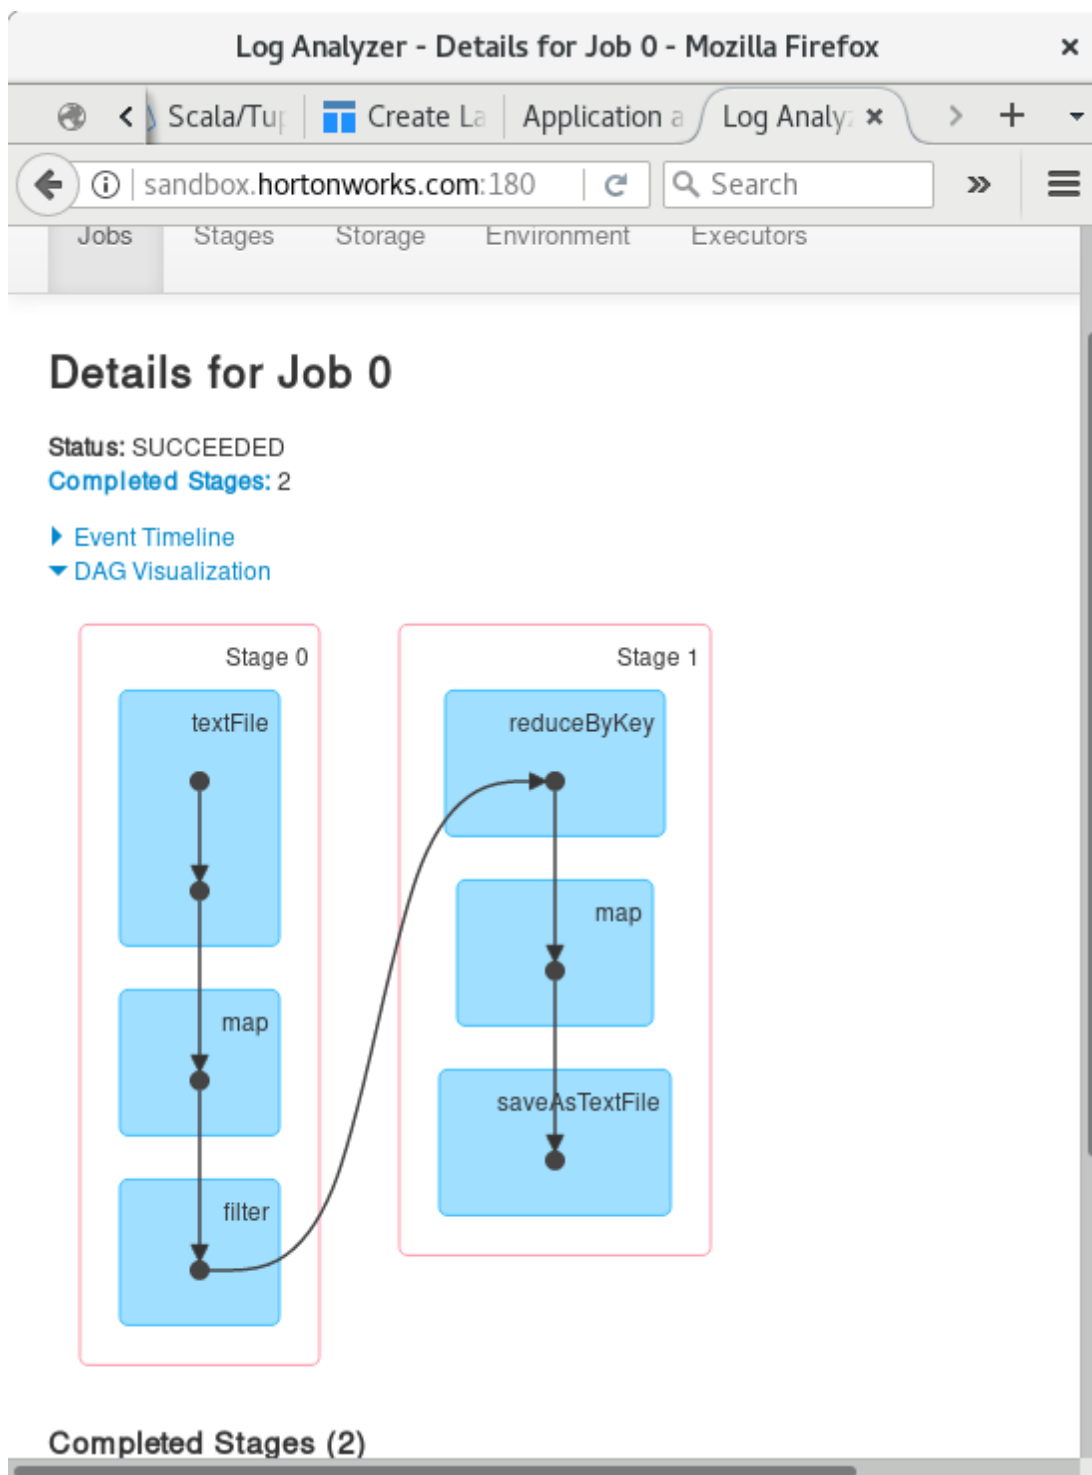 Log Analyzer - Details for Job 0 - Mozilla Firefox
Scala/Tup Create La Application a Log Analy
sandbox.hortonworks.com:180 Search
Jobs Stages Storage Environment Executors
Details for Job 0
Status: SUCCEEDED
Completed Stages: 2
Event Timeline
DAG Visualization
Stage 0
textFile
map
filter
Stage 1
reduceByKey
map
saveAsTextFile
Completed Stages (2)